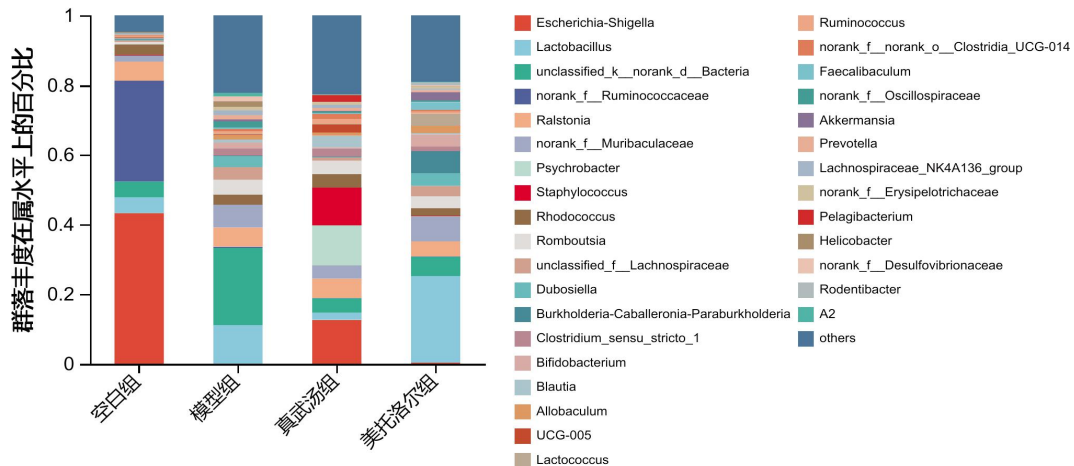 群落丰度在属水平上的百分比
1
0.8
0.6
0.4
0.2
0
空白组
模型组
真武汤组
美托洛尔组
Escherichia-Shigella
Lactobacillus
unclassified_k__norank_d__Bacteria
norank_f__Ruminococcaceae
Ralstonia
norank_f__Muribaculaceae
Psychrobacter
Staphylococcus
Rhodococcus
Romboutsia
unclassified_f__Lachnospiraceae
Dubosiella
Burkholderia-Caballeronia-Paraburkholderia
Clostridium_sensu_stricto_1
Bifidobacterium
Blautia
Allobaculum
UCG-005
Lactococcus
Ruminococcus
norank_f__norank_o__Clostridia_UCG-014
Faecalibaculum
norank_f__Oscillospiraceae
Akkermansia
Prevotella
Lachnospiraceae_NK4A136_group
norank_f__Erysipelotrichaceae
Pelagibacterium
Helicobacter
norank_f__Desulfovibrionaceae
Rodentibacter
A2
others